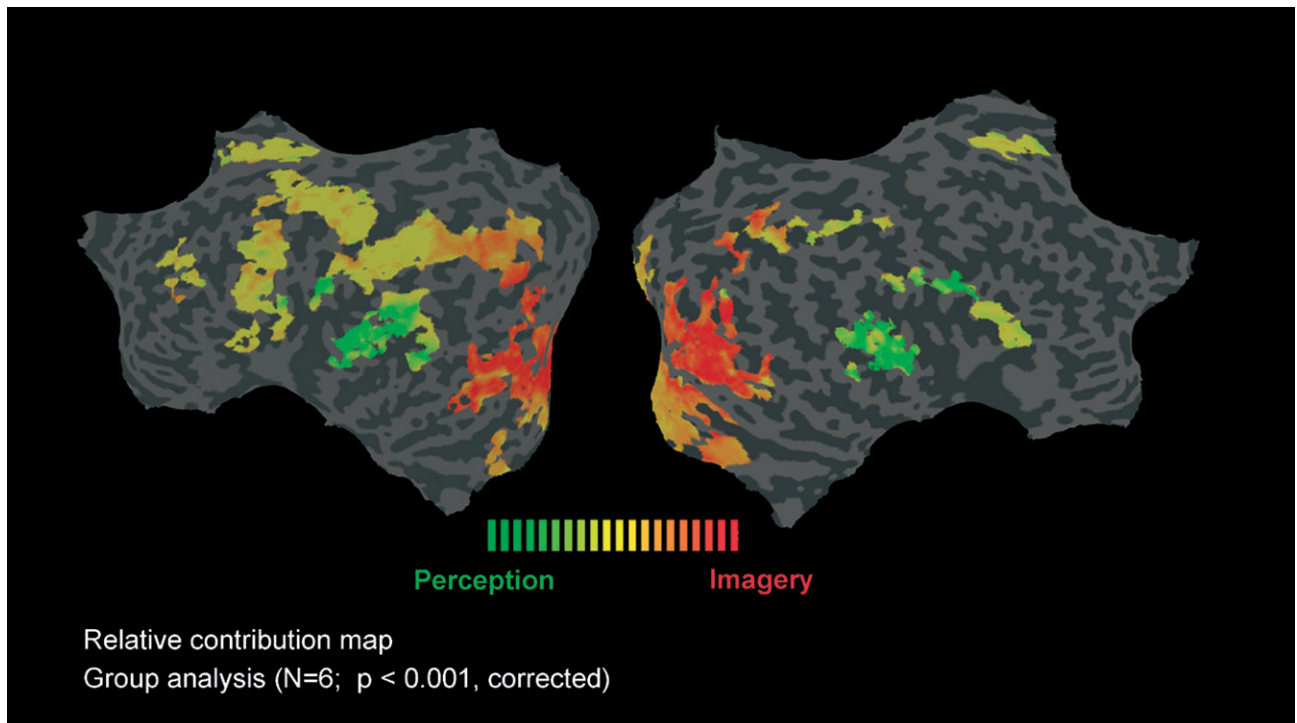 Perception Imagery
Relative contribution map
Group analysis (N=6; p < 0.001, corrected)